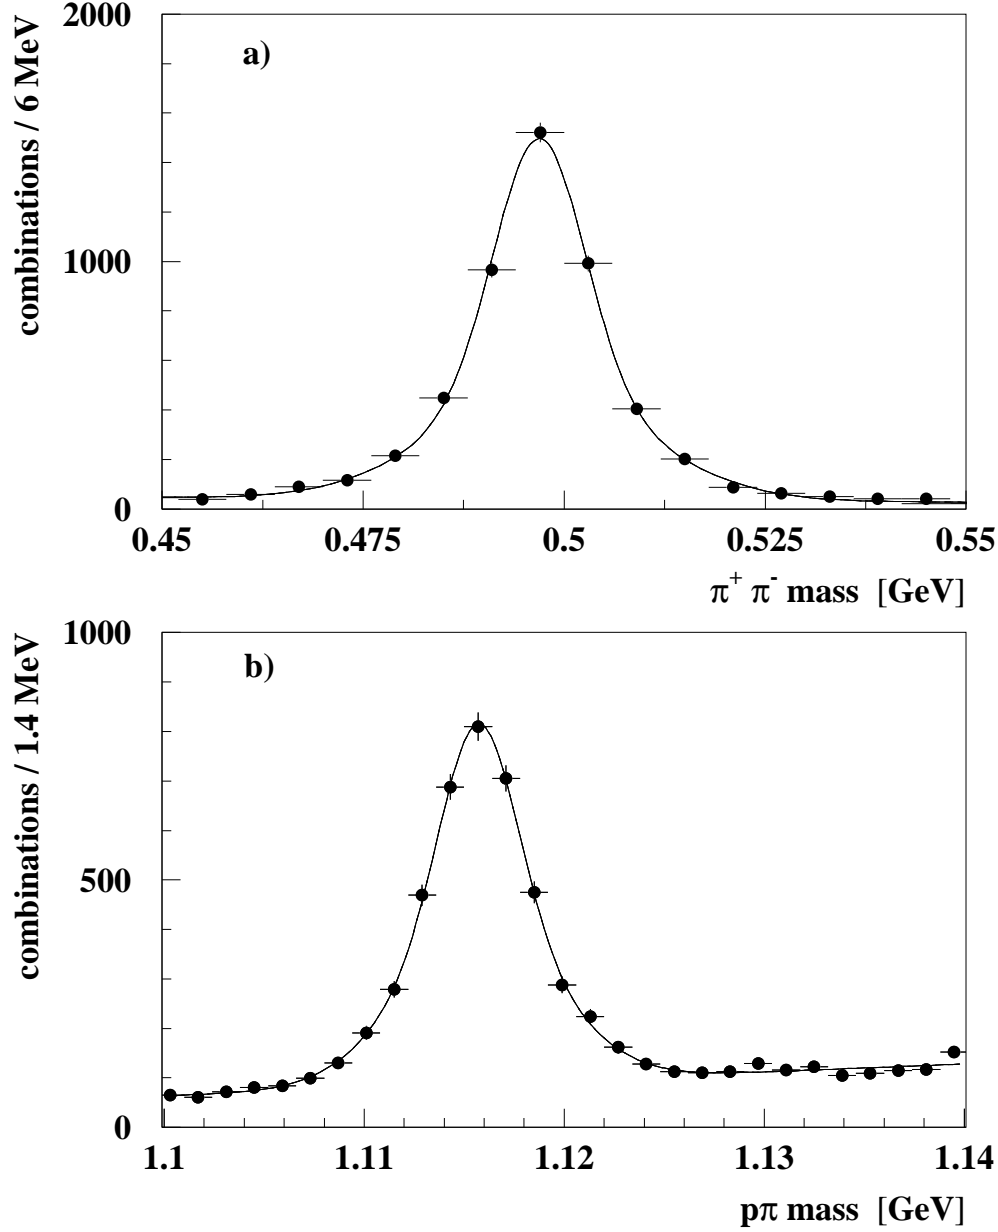 combinations / 6 MeV
a)
2000
1000
0
0.45 0.475 0.5 0.525 0.55
π⁺ π⁻ mass [GeV]
combinations / 1.4 MeV
b)
1000
500
0
1.1 1.11 1.12 1.13 1.14
pπ mass [GeV]